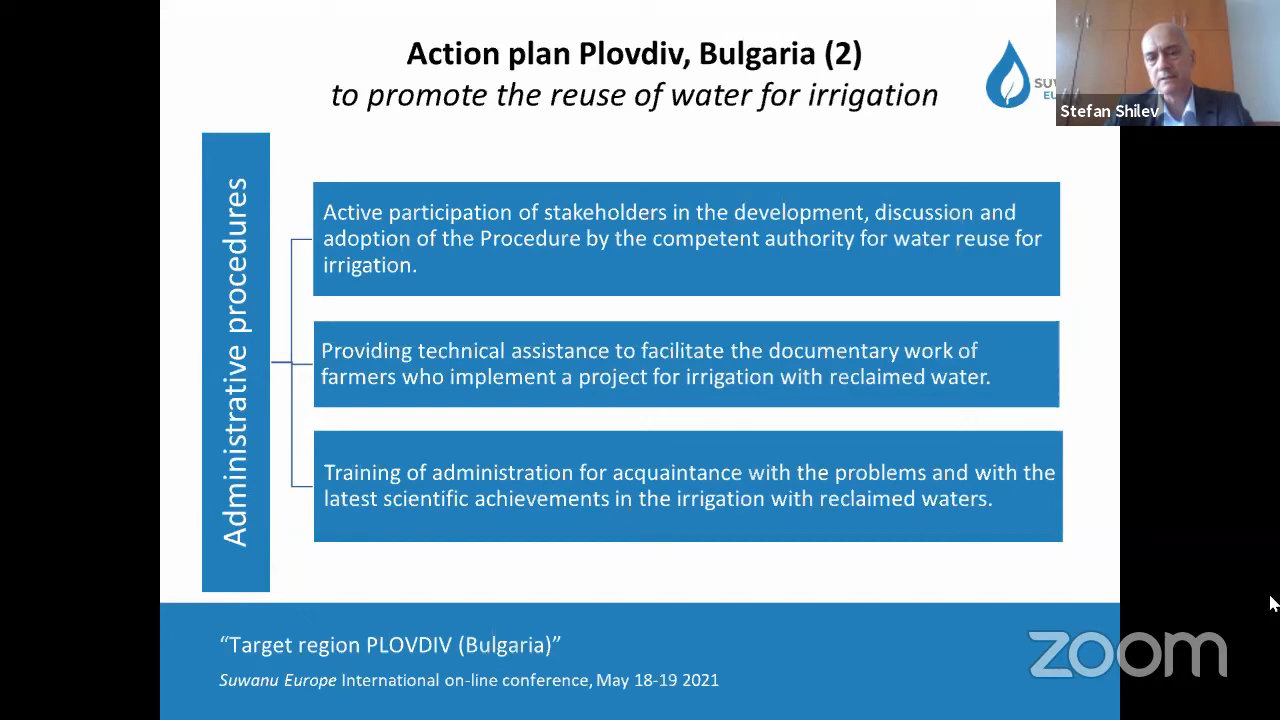 Action plan Plovdiv, Bulgaria (2)
to promote the reuse of water for irrigation
Stefan Shilev
Administrative procedures
Active participation of stakeholders in the development, discussion and
adoption of the Procedure by the competent authority for water reuse for
irrigation.
Providing technical assistance to facilitate the documentary work of
farmers who implement a project for irrigation with reclaimed water.
Training of administration for acquaintance with the problems and with the
latest scientific achievements in the irrigation with reclaimed waters.
“Target region PLOVDIV (Bulgaria)”
Suwanu Europe International on-line conference, May 18-19 2021
zoom